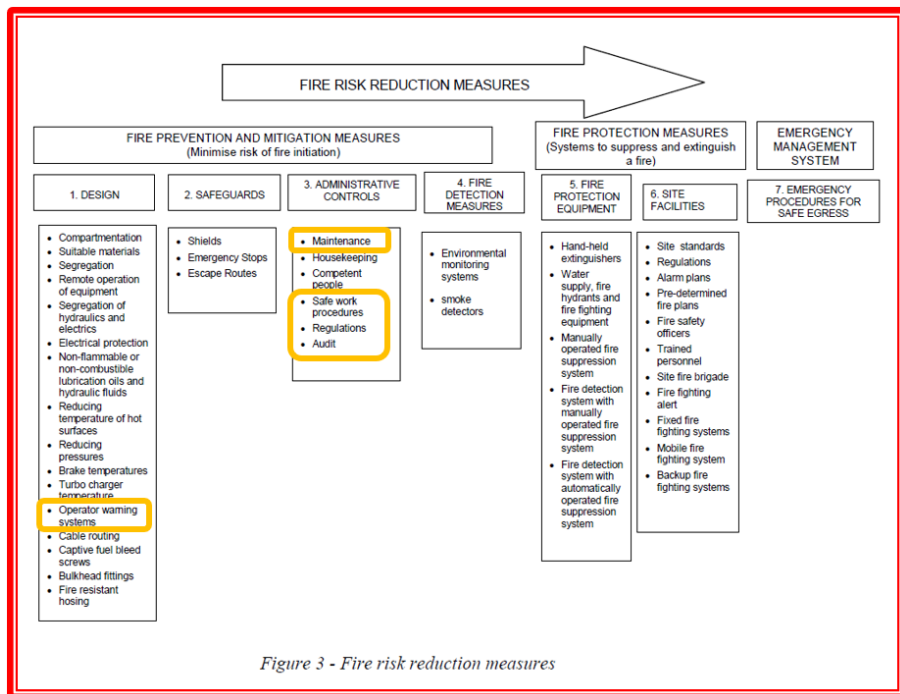 FIRE RISK REDUCTION MEASURES
FIRE PREVENTION AND MITIGATION MEASURES
(Minimise risk of fire initiation)
FIRE PROTECTION MEASURES
(Systems to suppress and extinguish
a fire)
EMERGENCY
MANAGEMENT
SYSTEM
1. DESIGN
2. SAFEGUARDS
3. ADMINISTRATIVE
CONTROLS
4. FIRE
DETECTION
MEASURES
5. FIRE
PROTECTION
EQUIPMENT
6. SITE
FACILITIES
7. EMERGENCY
PROCEDURES FOR
SAFE EGRESS
• Compartmentation
• Suitable materials
• Segregation
• Remote operation
of equipment
• Segregation of
hydraulics and
electrics
• Electrical protection
• Non-flammable or
non-combustible
lubrication oils and
hydraulic fluids
• Reducing
temperature of hot
surfaces
• Reducing
pressures
• Brake temperatures
• Turbo charger
temperature
• Operator warning
systems
• Cable routing
• Captive fuel bleed
screws
• Bulkhead fittings
• Fire resistant
hosing
• Shields
• Emergency Stops
• Escape Routes
• Maintenance
• Housekeeping
• Competent
people
• Safe work
procedures
• Regulations
• Audit
• Environmental
monitoring
systems
• smoke
detectors
• Hand-held
extinguishers
• Water
supply, fire
hydrants and
fire fighting
equipment
• Manually
operated fire
suppression
system
• Fire detection
system with
manually
operated fire
suppression
system
• Fire detection
system with
automatically
operated fire
suppression
system
• Site standards
• Regulations
• Alarm plans
• Pre-determined
fire plans
• Fire safety
officers
• Trained
personnel
• Site fire brigade
• Fire fighting
alert
• Fixed fire
fighting systems
• Mobile fire
fighting system
• Backup fire
fighting systems
Figure 3 - Fire risk reduction measures